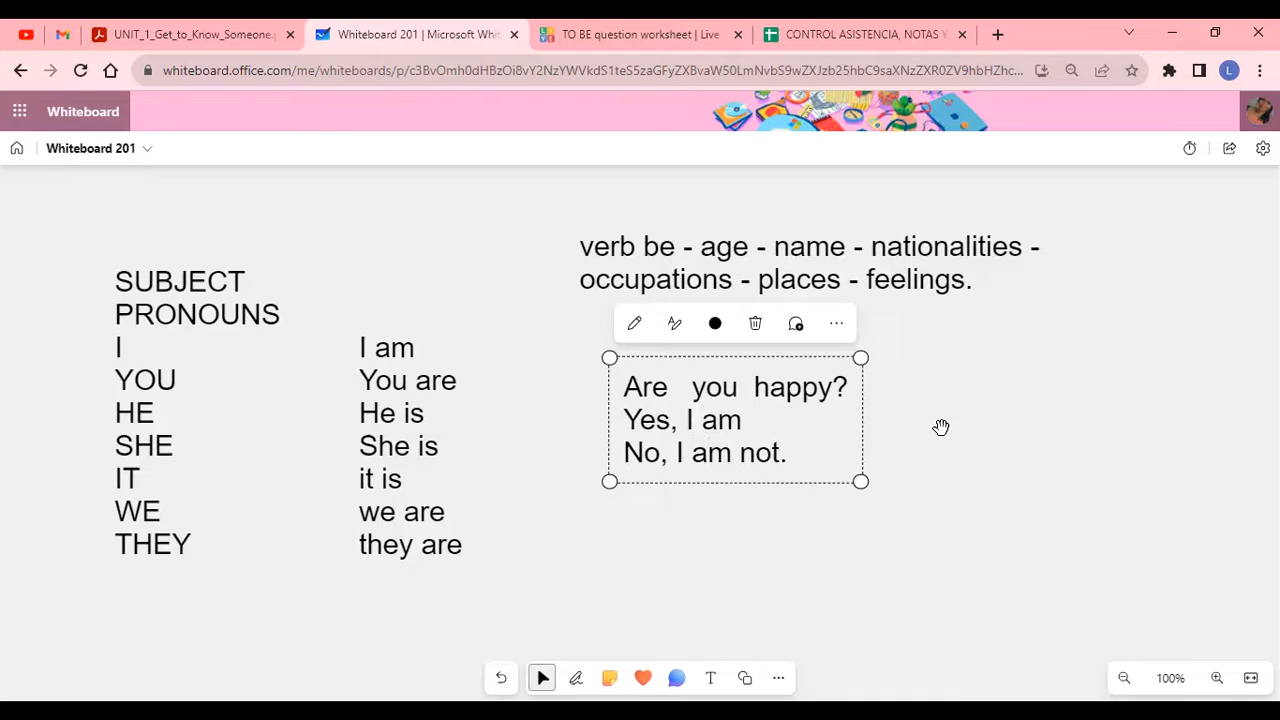 UNIT_1_Get_to_Know_Someone.p
Whiteboard 201 | Microsoft Whit
TO BE question worksheet | Live
CONTROL ASISTENCIA, NOTAS Y
whiteboard.office.com/me/whiteboards/p/
L
Whiteboard
Whiteboard 201
verb be - age - name - nationalities -
occupations - places - feelings.
SUBJECT
PRONOUNS
I
YOU
HE
SHE
IT
WE
THEY
I am
You are
He is
She is
it is
we are
they are
Are you happy?
Yes, I am
No, I am not.
100%